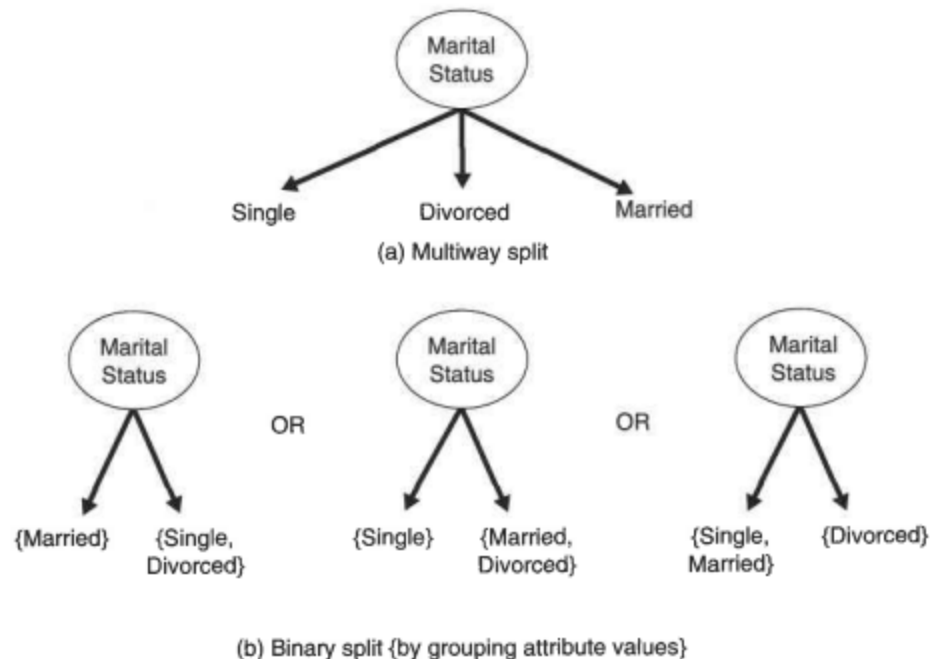 Marital
Status
Single
Divorced
Married
(a) Multiway split
Marital
Status
Marital
Status
Marital
Status
OR
OR
{Married}
{Single,
Divorced}
{Single}
{Married,
Divorced}
{Single,
Married}
{Divorced}
(b) Binary split {by grouping attribute values}